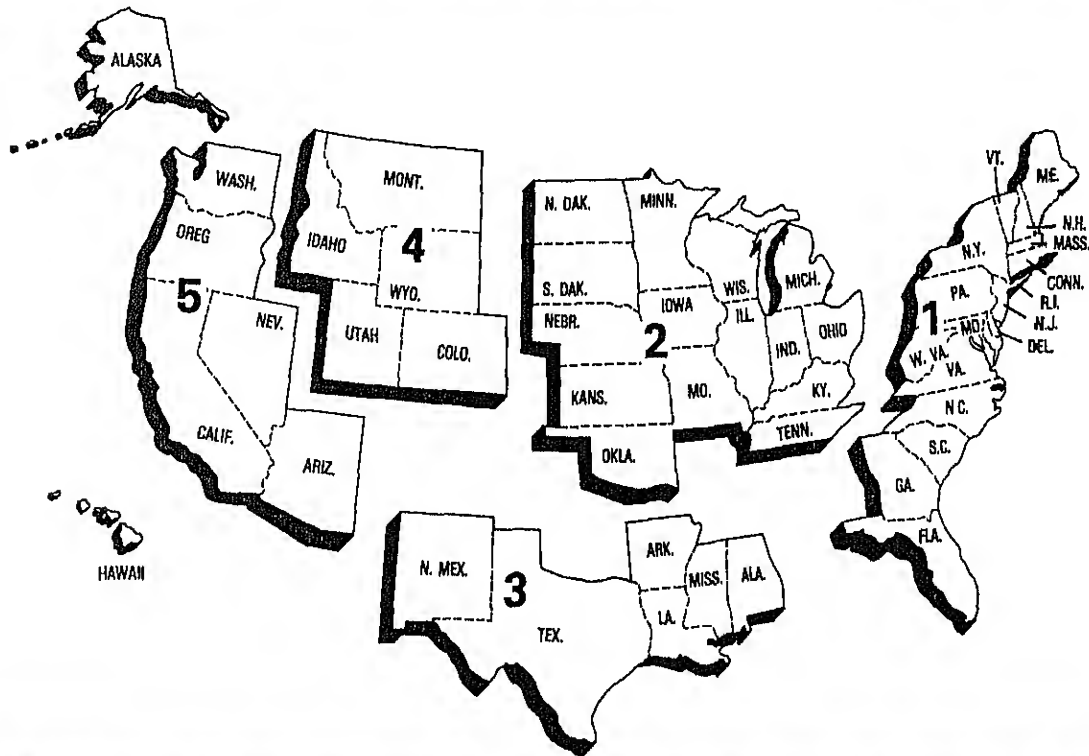 ALASKA
WASH.
OREG
5
NEV.
CALIF.
ARIZ.
HAWAII
MONT.
IDAHO
4
WYO.
UTAH
COLO.
N. DAK.
MINN.
S. DAK.
WIS.
MICH.
NEBR.
IOWA
2
ILL.
IND.
OHIO
KANS.
MO.
KY.
TENN.
OKLA.
N. MEX.
3
TEX.
ARK.
LA.
MISS.
ALA.
VT.
ME.
N.H.
MASS.
N.Y.
CONN.
R.I.
PA.
1
N.J.
MD.
DEL.
W. VA.
VA.
N.C.
S.C.
GA.
FLA.